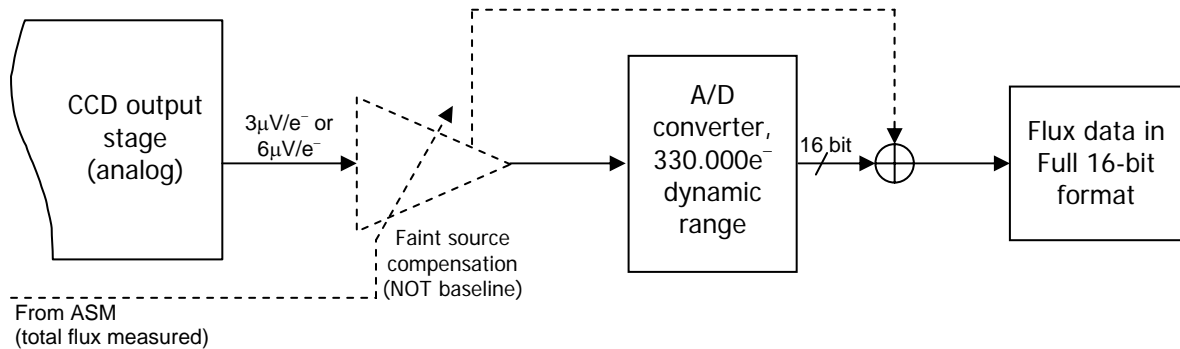 CCD output
stage
(analog)
3μV/e⁻ or
6μV/e⁻
Faint source
compensation
(NOT baseline)
From ASM
(total flux measured)
A/D
converter,
330.000e⁻
dynamic
range
16 bit
Flux data in
Full 16-bit
format